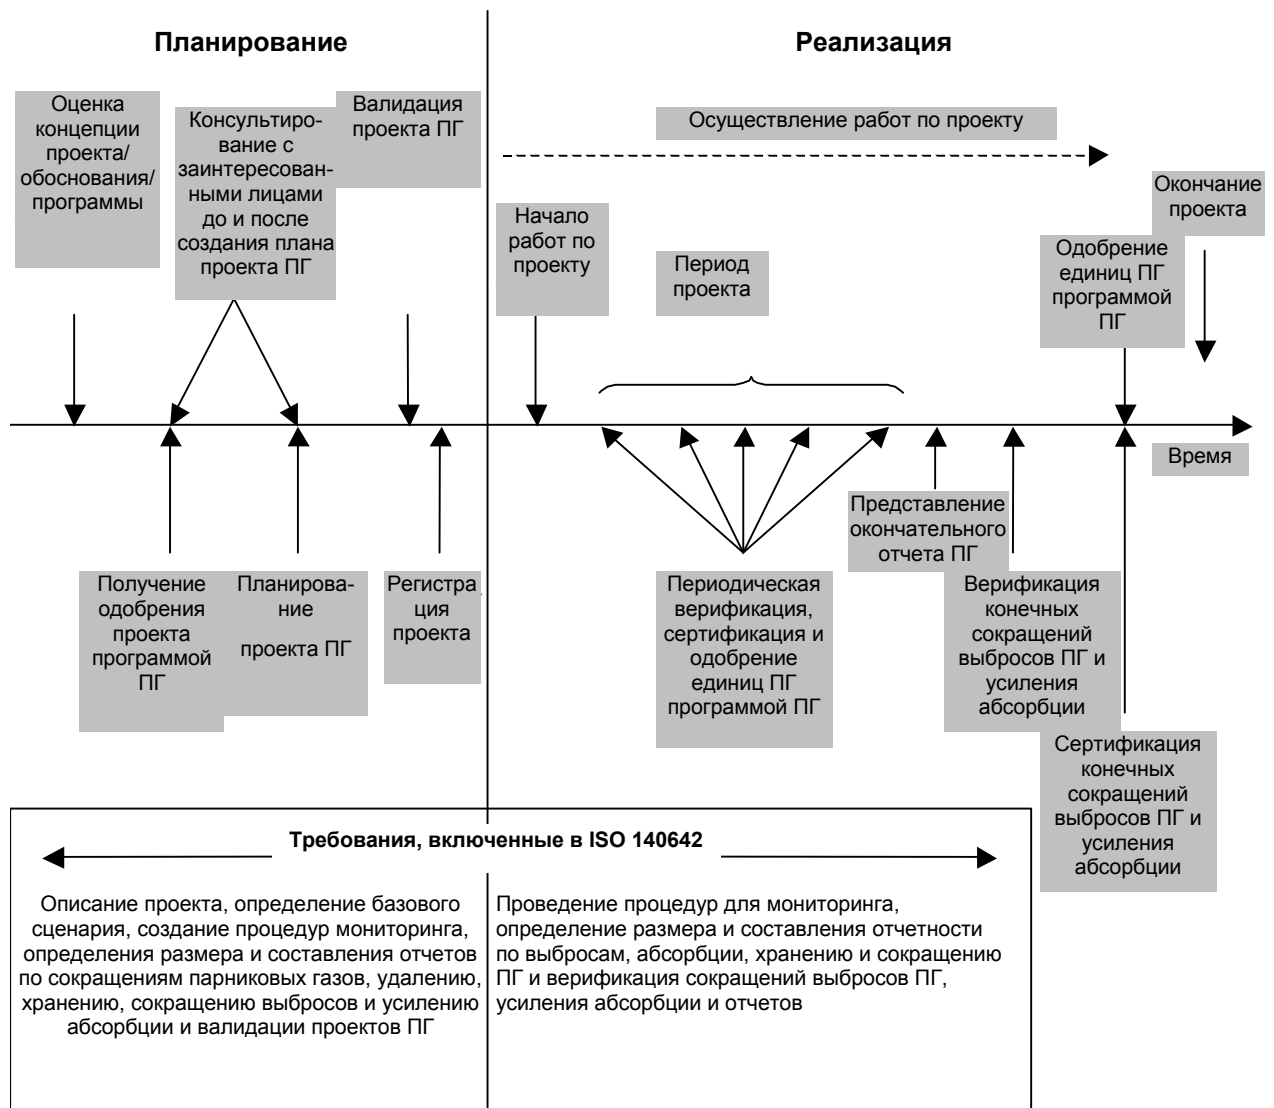 Планирование
Реализация
Оценка
концепции
проекта/
обоснования/
программы
Консультиро-
вание с
заинтересован-
ными лицами
до и после
создания плана
проекта ПГ
Валидация
проекта ПГ
Осуществление работ по проекту
Начало
работ по
проекту
Период
проекта
Одобрение
единиц ПГ
программой
ПГ
Окончание
проекта
Время
Получение
одобрения
проекта
программой
ПГ
Планирова-
ние
проекта ПГ
Регистра
ция
проекта
Периодическая
верификация,
сертификация и
одобрение
единиц ПГ
программой ПГ
Представление
окончательного
отчета ПГ
Верификация
конечных
сокращений
выбросов ПГ и
усиления
абсорбции
Сертификация
конечных
сокращений
выбросов ПГ и
усиления
абсорбции
Требования, включенные в ISO 140642
Описание проекта, определение базового
сценария, создание процедур мониторинга,
определения размера и составления отчетов
по сокращениям парниковых газов, удалению,
хранению, сокращению выбросов и усилению
абсорбции и валидации проектов ПГ
Проведение процедур для мониторинга,
определение размера и составления отчетности
по выбросам, абсорбции, хранению и сокращению
ПГ и верификация сокращений выбросов ПГ,
усиления абсорбции и отчетов